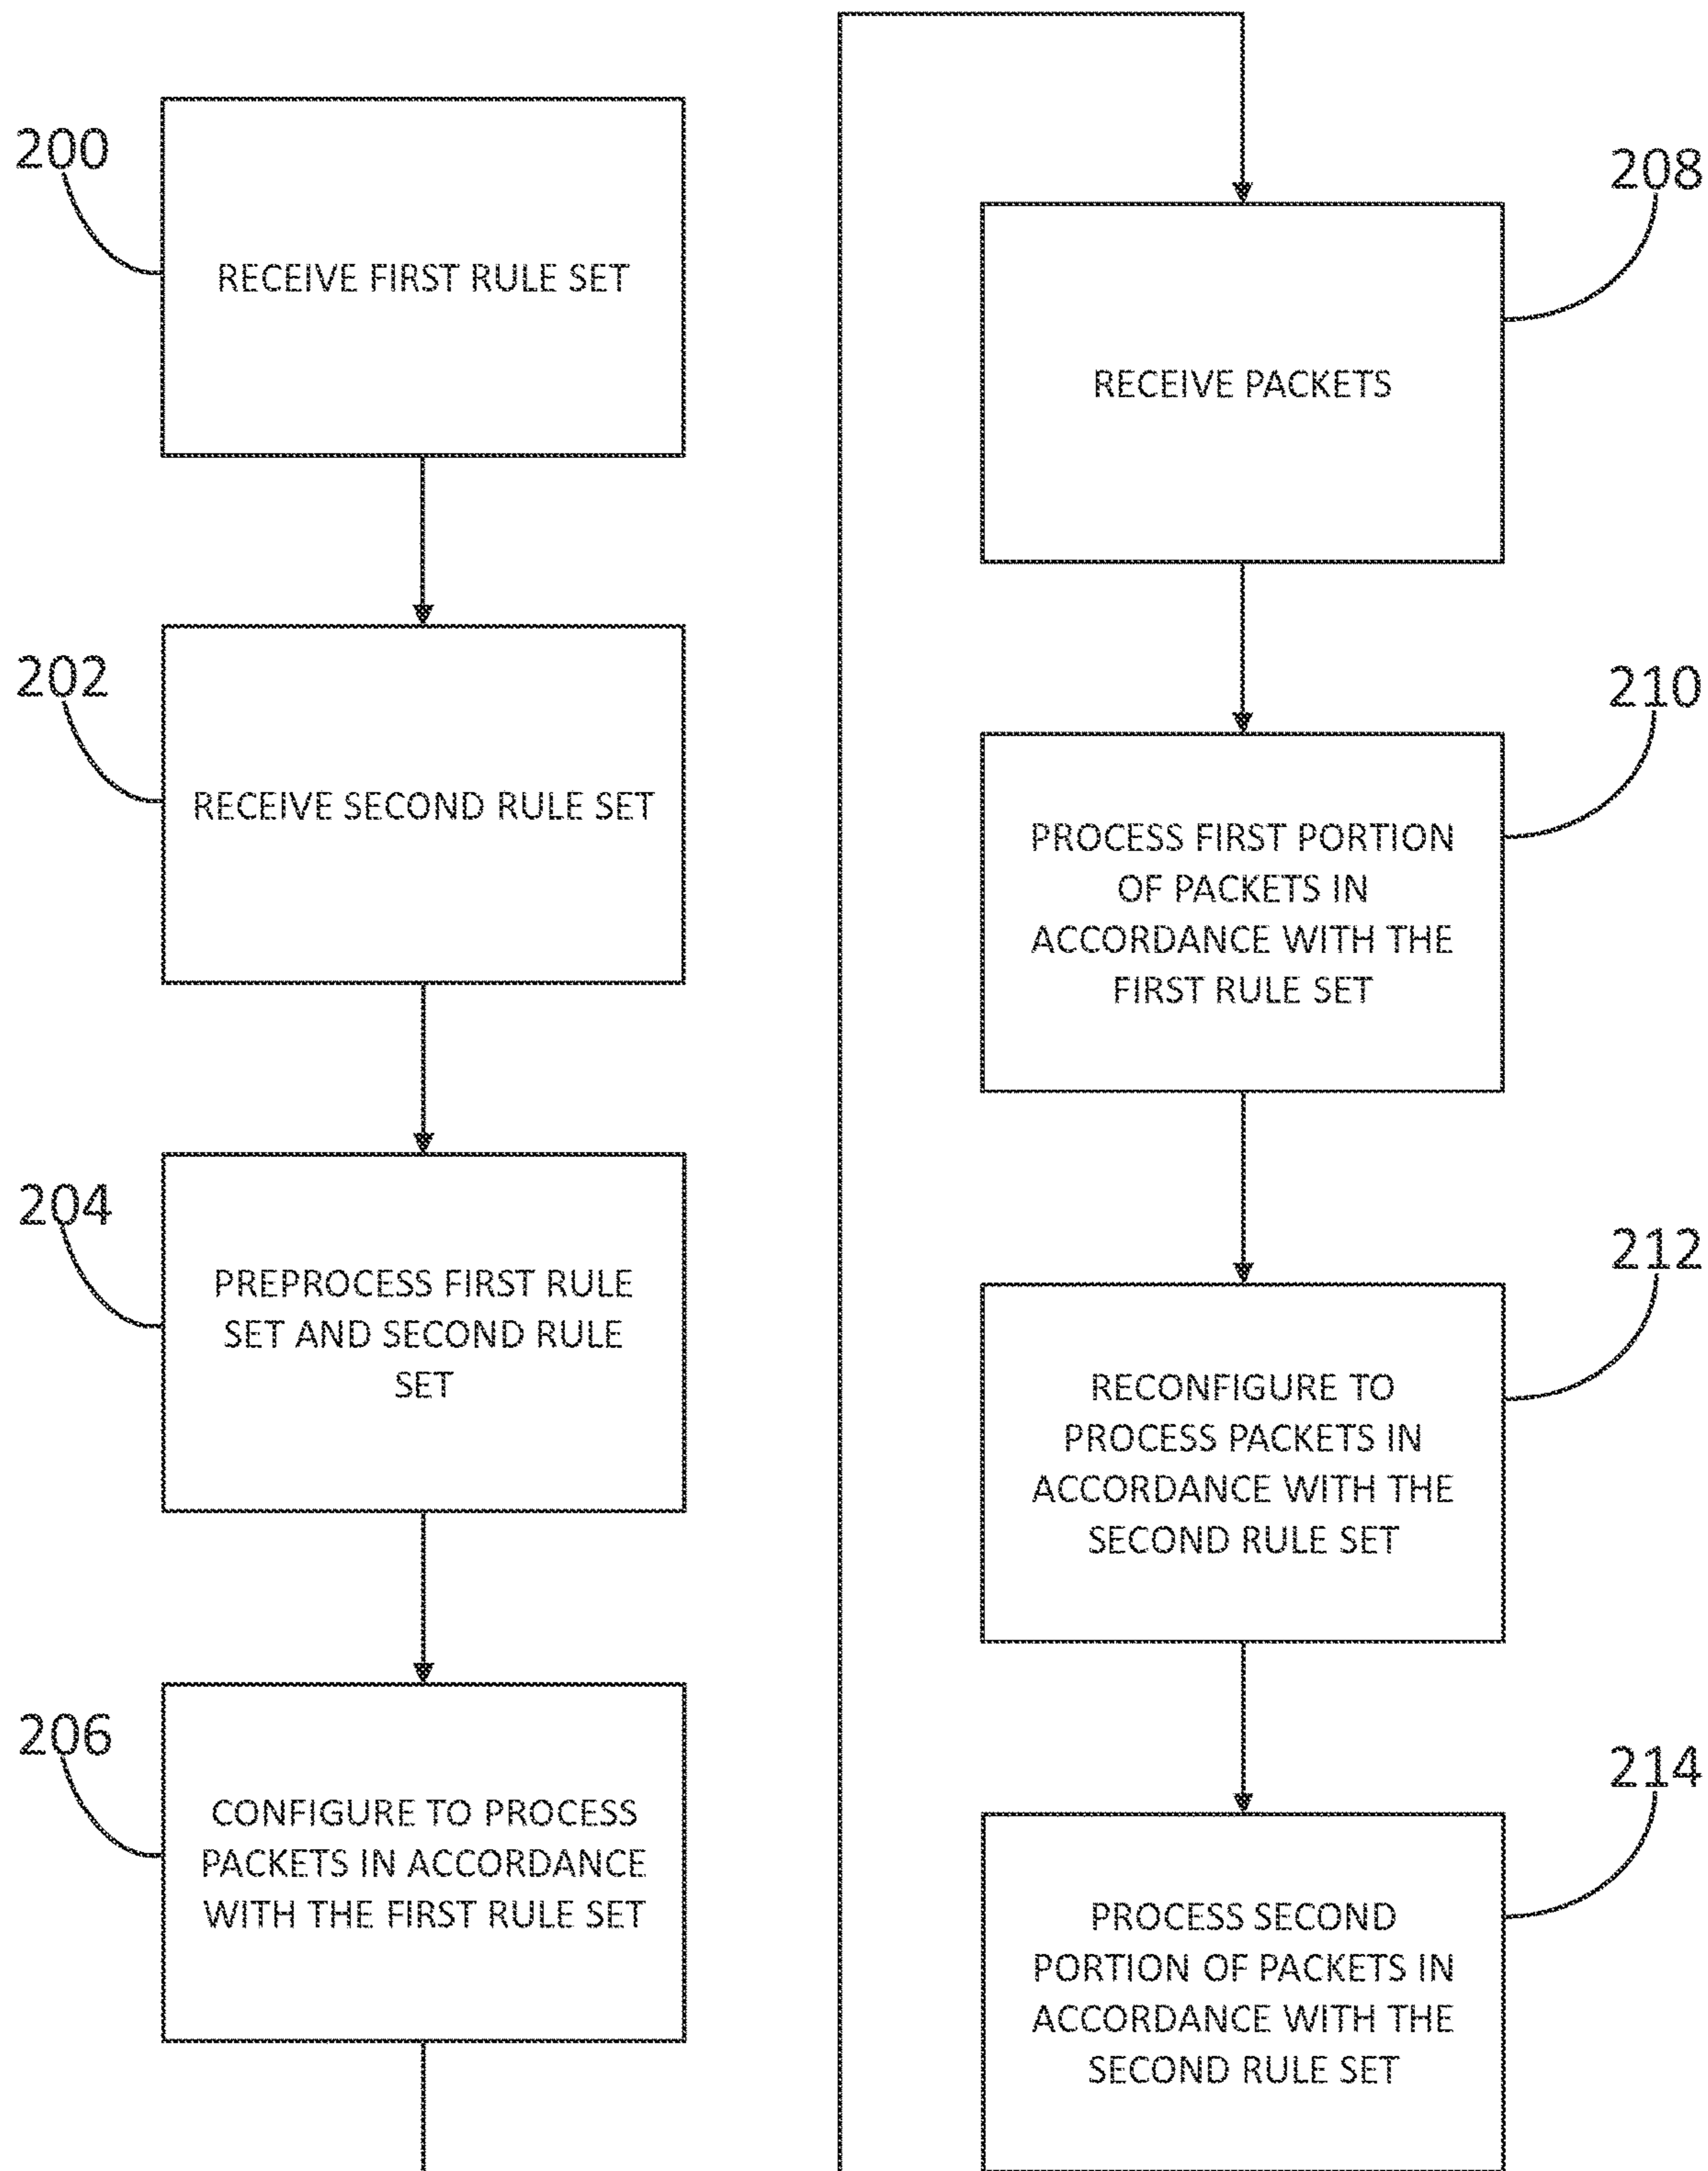 200
RECEIVE FIRST RULE SET
202
RECEIVE SECOND RULE SET
204
PREPROCESS FIRST RULE
SET AND SECOND RULE
SET
206
CONFIGURE TO PROCESS
PACKETS IN ACCORDANCE
WITH THE FIRST RULE SET
208
RECEIVE PACKETS
210
PROCESS FIRST PORTION
OF PACKETS IN
ACCORDANCE WITH THE
FIRST RULE SET
212
RECONFIGURE TO
PROCESS PACKETS IN
ACCORDANCE WITH THE
SECOND RULE SET
214
PROCESS SECOND
PORTION OF PACKETS IN
ACCORDANCE WITH THE
SECOND RULE SET